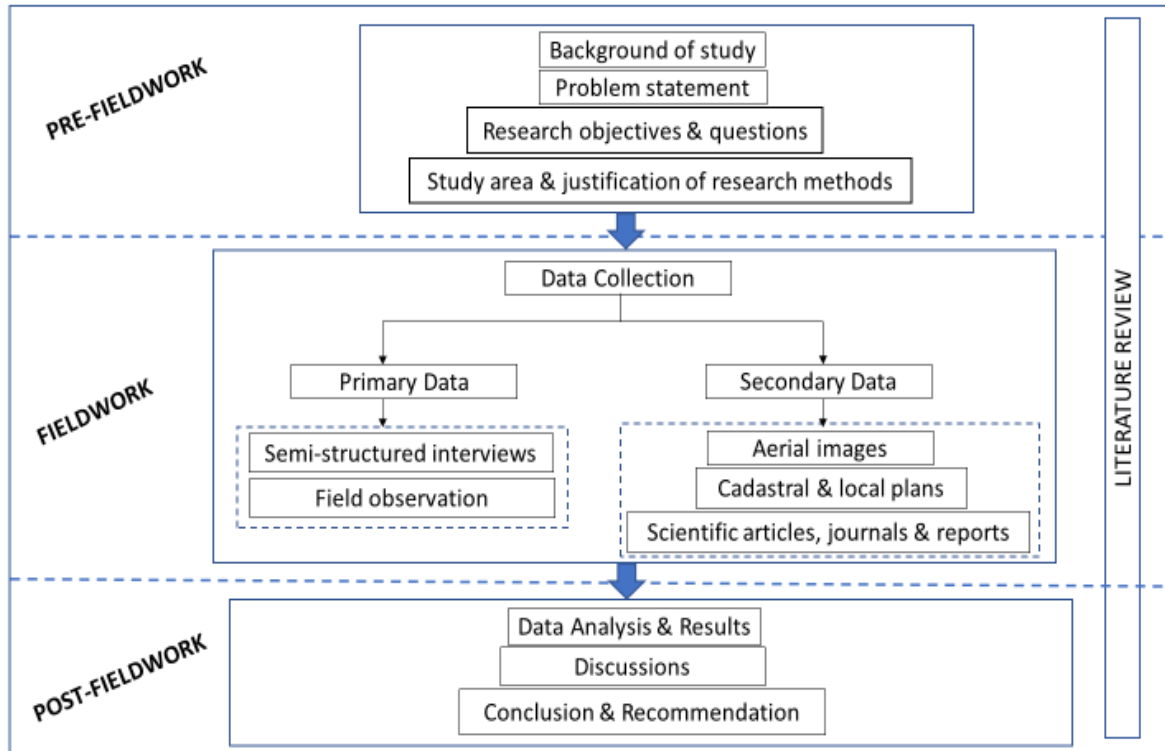 PRE-FIELDWORK
Background of study
Problem statement
Research objectives & questions
Study area & justification of research methods
FIELDWORK
Data Collection
Primary Data
Secondary Data
Semi-structured interviews
Field observation
Aerial images
Cadastral & local plans
Scientific articles, journals & reports
POST-FIELDWORK
Data Analysis & Results
Discussions
Conclusion & Recommendation
LITERATURE REVIEW